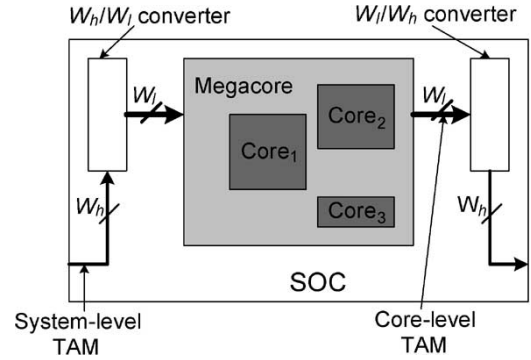 Wh/Wl converter
Wl/Wh converter
Megacore
Wl
Core1
Core2
Core3
Wl
Wh
Wh
SOC
System-level
TAM
Core-level
TAM